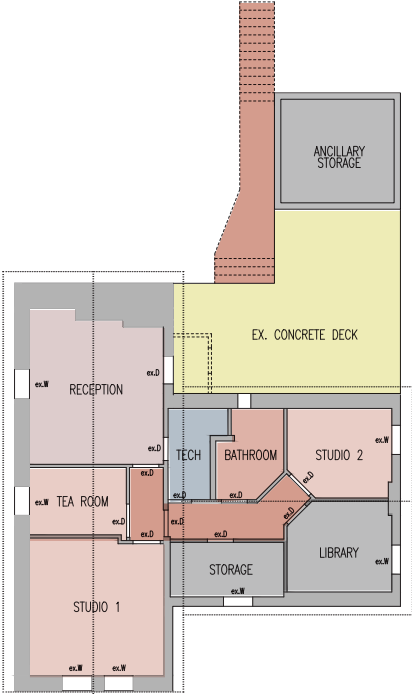 ANCILLARY
STORAGE
EX. CONCRETE DECK
ex.D
ex.W
RECEPTION
ex.W
TECH
BATHROOM
STUDIO 2
ex.D
ex.D
ex.W
TEA ROOM
ex.D
ex.D
ex.D
ex.D
ex.D
ex.D
ex.D
LIBRARY
STORAGE
ex.W
ex.W
STUDIO 1
ex.W
ex.W